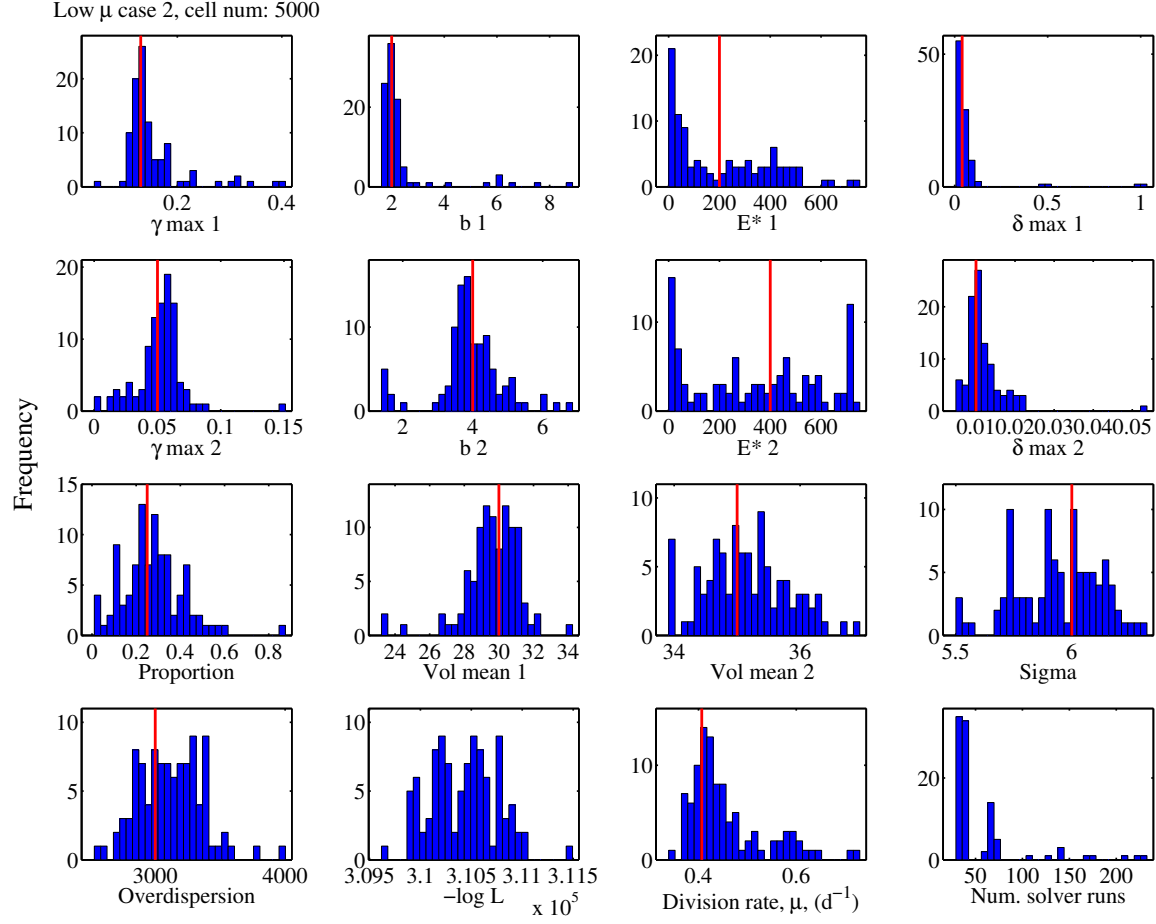 Low μ case 2, cell num: 5000
Frequency
20
10
0
0.2 0.4
γ max 1
20
0
2 4 6 8
b 1
20
10
0
0 200 400 600
E* 1
50
0
0 0.5 1
δ max 1
20
10
0
0 0.05 0.1 0.15
γ max 2
10
0
2 4 6
b 2
10
0
0 200 400 600
E* 2
20
10
0
0.01 0.02 0.03 0.04 0.05
δ max 2
15
10
5
0
0 0.2 0.4 0.6 0.8
Proportion
10
5
0
24 26 28 30 32 34
Vol mean 1
10
5
0
34 36
Vol mean 2
10
5
0
5.5 6
Sigma
10
5
0
3000 4000
Overdispersion
10
5
0
3.095 3.1 3.105 3.11 3.115
−log L x 10⁵
10
5
0
0.4 0.6
Division rate, μ, (d⁻¹)
20
0
50 100 150 200
Num. solver runs